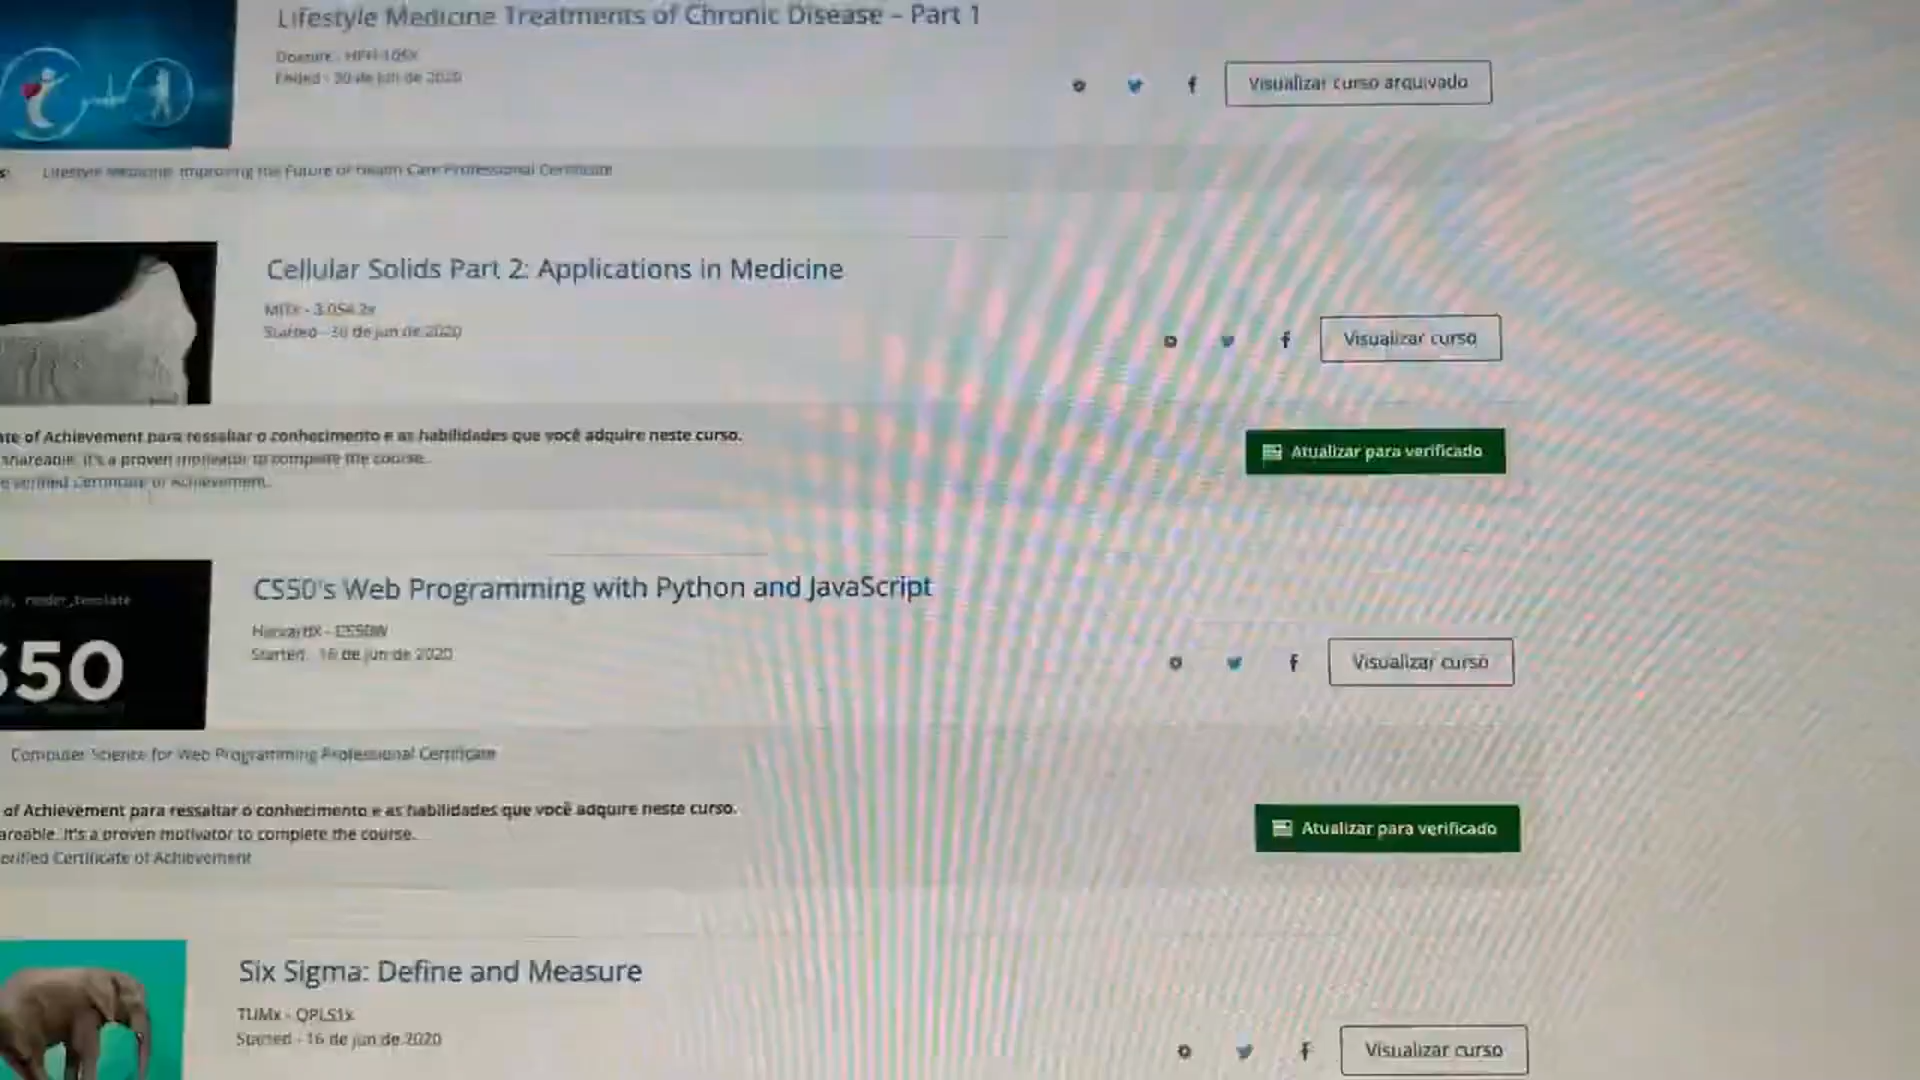 Lifestyle Medicine Treatments of Chronic Disease – Part 1
Ended - 30 de jun de 2020
Visualizar curso arquivado
Lifestyle Medicine: Improving the Future of Health Care Professional Certificate
Cellular Solids Part 2: Applications in Medicine
MITx - 3.054.2x
Started - 30 de jun de 2020
Visualizar curso
of Achievement para ressaltar o conhecimento e as habilidades que você adquire neste curso.
shareable. It's a proven motivator to complete the course.
verified Certificate of Achievement.
Atualizar para verificado
render_template
50
CS50's Web Programming with Python and JavaScript
HarvardX - CS50W
Started - 16 de jun de 2020
Visualizar curso
Computer Science for Web Programming Professional Certificate
of Achievement para ressaltar o conhecimento e as habilidades que você adquire neste curso.
It's a proven motivator to complete the course.
Certificate of Achievement
Atualizar para verificado
Six Sigma: Define and Measure
TUMx - QPLS1x
Started - 16 de jun de 2020
Visualizar curso